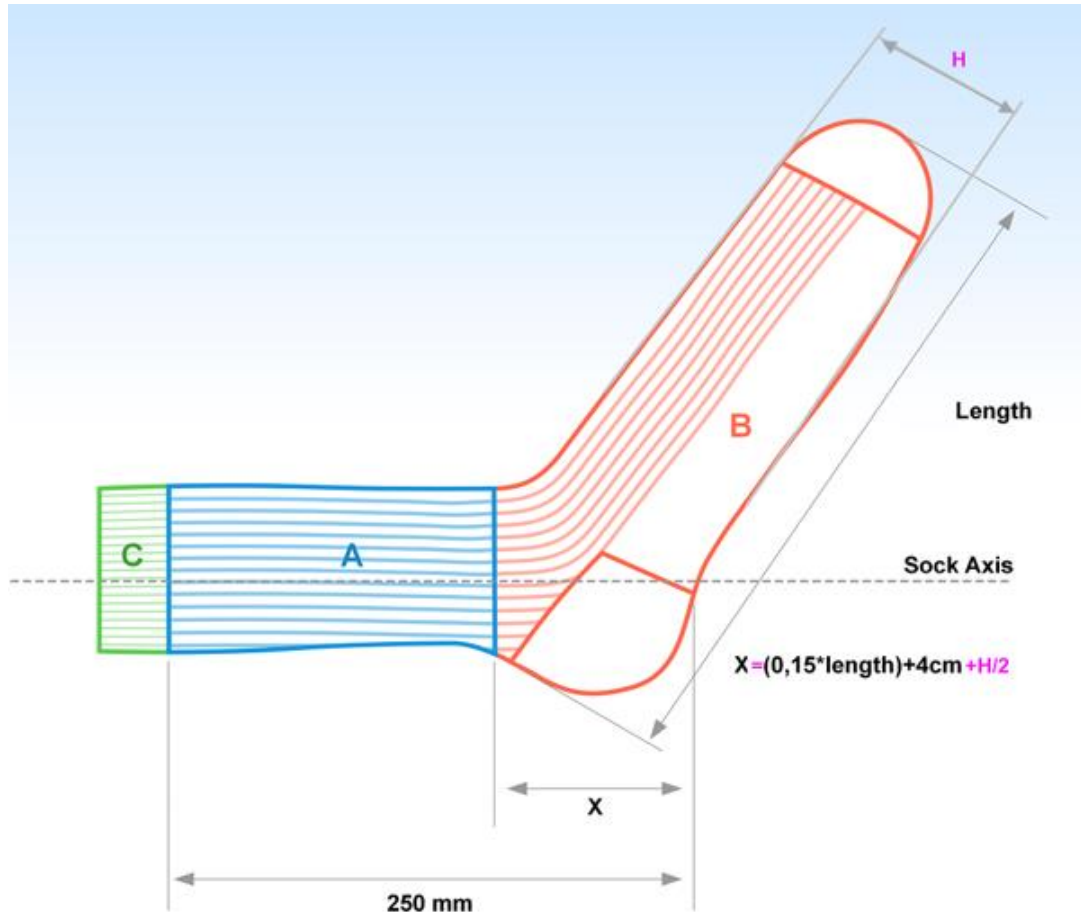 H
B
Length
C
A
Sock Axis
X=(0,15*length)+4cm +H/2
X
250 mm